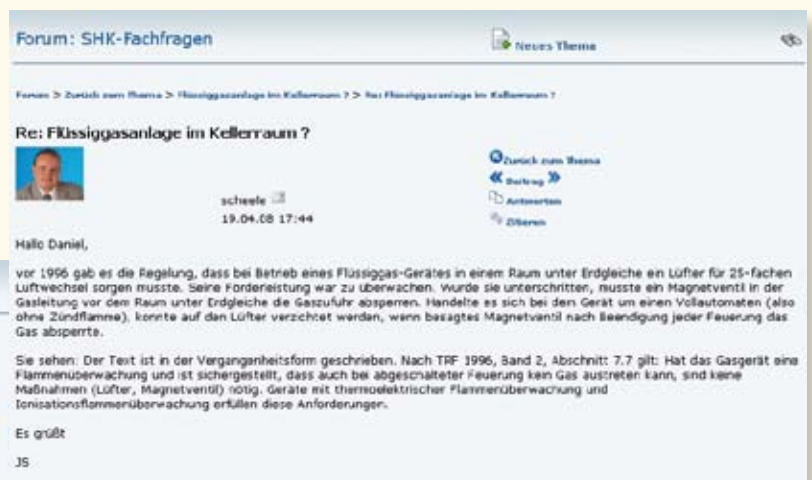 Forum: SHK-Fachfragen
Neues Thema
Forum > Zurück zum Thema > Flüssiggasanlage im Kellerraum ? > Re: Flüssiggasanlage im Kellerraum ?
Re: Flüssiggasanlage im Kellerraum ?
Zurück zum Thema
Beitrag
scheele
Antworten
19.04.08 17:44
Zitieren
Hallo Daniel,
vor 1996 gab es die Regelung, dass bei Betrieb eines Flüssiggas-Gerätes in einem Raum unter Erdgleiche ein Lüfter für 25-fachen
Luftwechsel sorgen musste. Seine Förderleistung war zu überwachen. Wurde sie unterschritten, musste ein Magnetventil in der
Gasleitung vor dem Raum unter Erdgleiche die Gaszufuhr absperren. Handelte es sich bei dem Gerät um einen Vollautomaten (also
ohne Zündflamme), konnte auf den Lüfter verzichtet werden, wenn besagtes Magnetventil nach Beendigung jeder Feuerung das
Gas absperrte.
Sie sehen: Der Text ist in der Vergangenheitsform geschrieben. Nach TRF 1996, Band 2, Abschnitt 7.7 gilt: Hat das Gasgerät eine
Flammenüberwachung und ist sichergestellt, dass auch bei abgeschalteter Feuerung kein Gas austreten kann, sind keine
Maßnahmen (Lüfter, Magnetventil) nötig. Geräte mit thermoelektrischer Flammenüberwachung und
Ionisationsflammenüberwachung erfüllen diese Anforderungen.
Es grüßt
JS